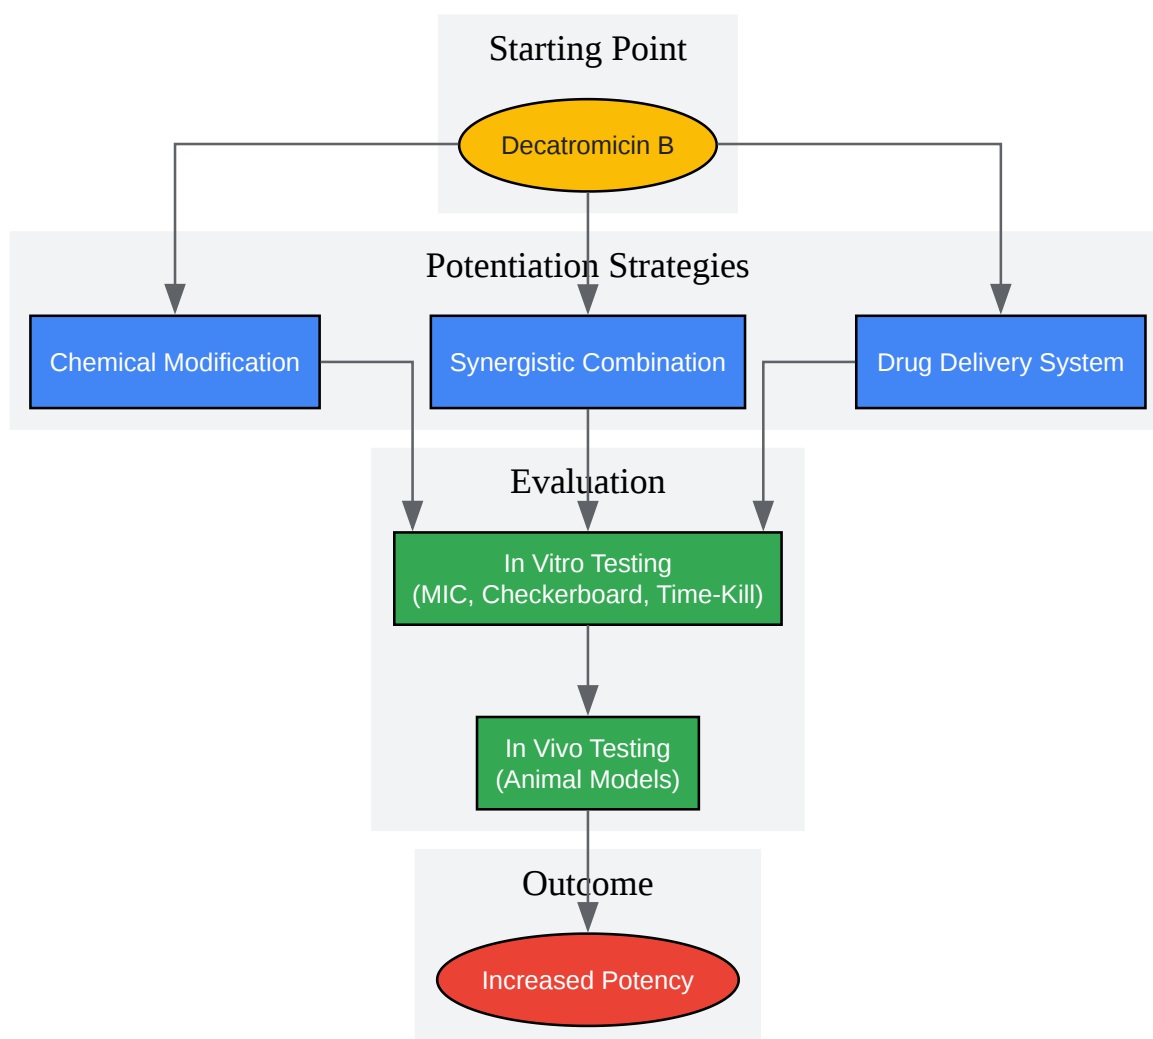 Starting Point
Decatromicin B
Potentiation Strategies
Chemical Modification
Synergistic Combination
Drug Delivery System
Evaluation
In Vitro Testing
(MIC, Checkerboard, Time-Kill)
In Vivo Testing
(Animal Models)
Outcome
Increased Potency